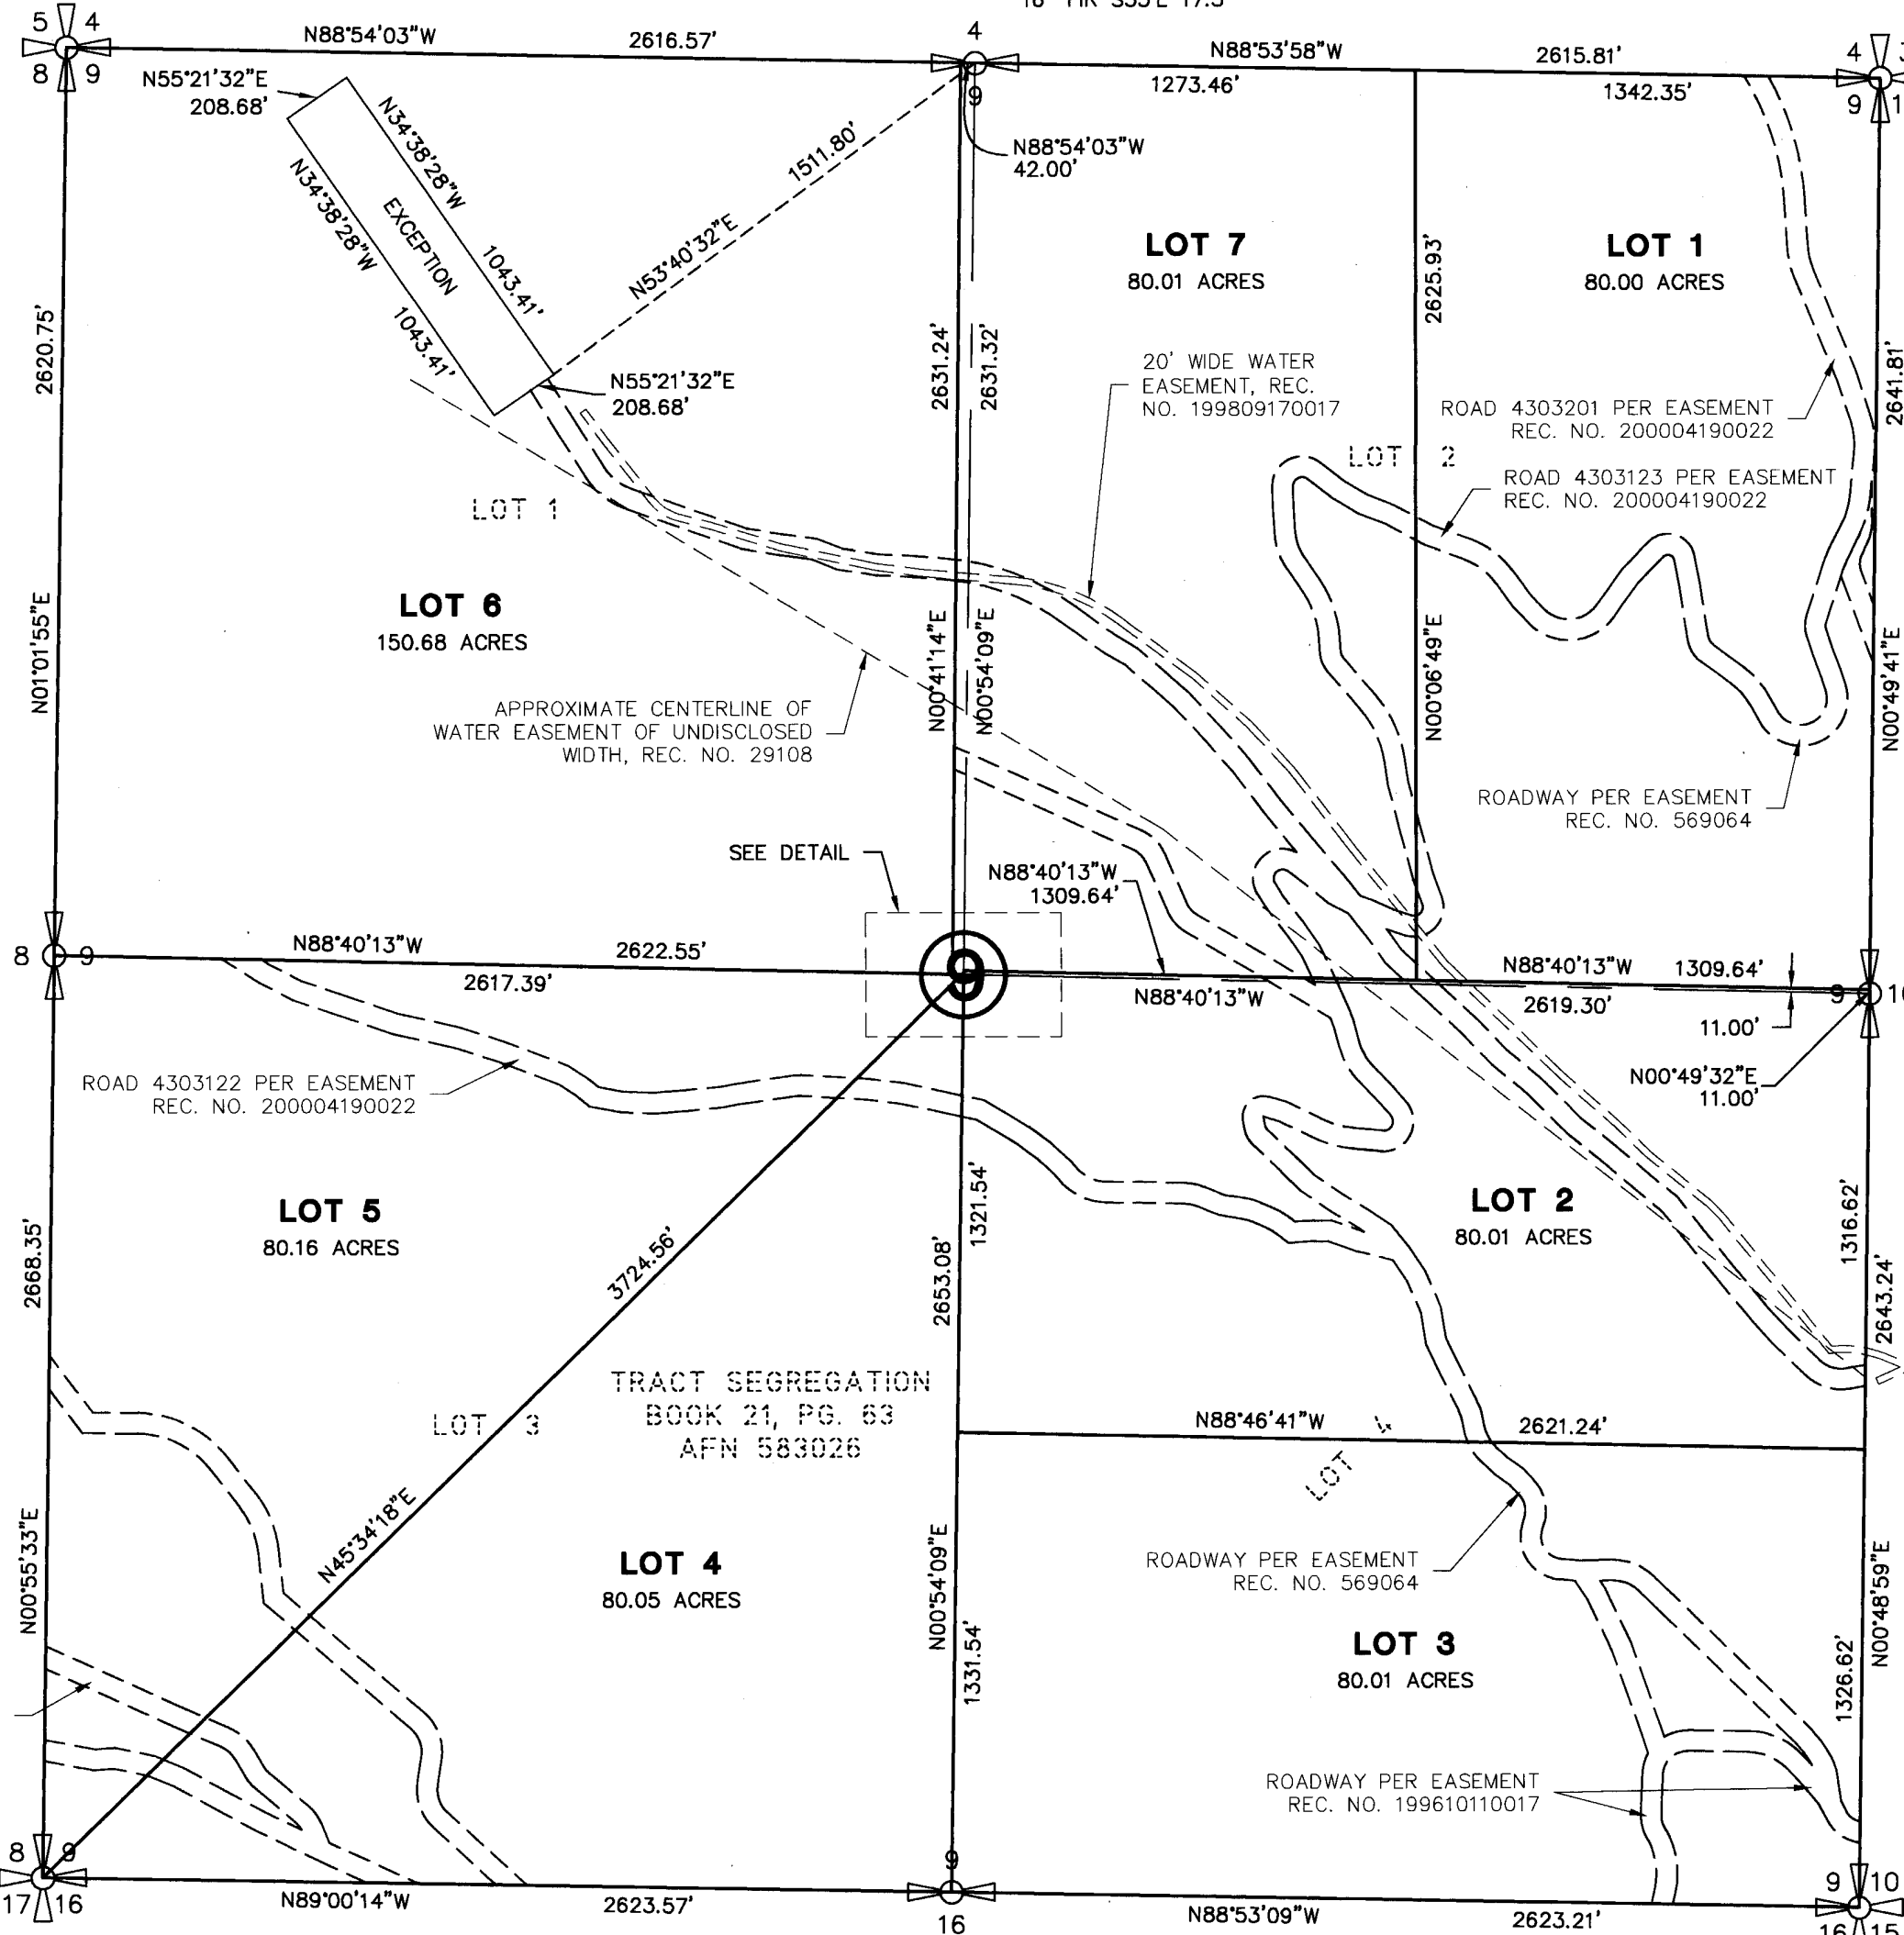 16" FIR S35°E 17.5'
5 4
8 9
N88°54'03"W 2616.57'
4
9
N88°53'58"W 2615.81'
1273.46' 1342.35'
4
9 1
N55°21'32"E
208.68'
N34°38'28"W
1043.41'
N34°38'28"W
1043.41'
EXCEPTION
1511.80'
N53°40'32"E
N88°54'03"W
42.00'
N55°21'32"E
208.68'
LOT 7
80.01 ACRES
LOT 1
80.00 ACRES
2620.75'
N01°01'55"E
2631.24'
2631.32'
N00°41'14"E
N00°54'09"E
2625.93'
N00°06'49"E
2641.81'
N00°49'41"E
20' WIDE WATER
EASEMENT, REC.
NO. 199809170017
ROAD 4303201 PER EASEMENT
REC. NO. 200004190022
LOT 2
ROAD 4303123 PER EASEMENT
REC. NO. 200004190022
LOT 1
LOT 6
150.68 ACRES
APPROXIMATE CENTERLINE OF
WATER EASEMENT OF UNDISCLOSED
WIDTH, REC. NO. 29108
ROADWAY PER EASEMENT
REC. NO. 569064
SEE DETAIL
N88°40'13"W
1309.64'
8 9
N88°40'13"W 2622.55'
2617.39'
9
N88°40'13"W 1309.64'
N88°40'13"W 2619.30'
9 10
11.00'
N00°49'32"E
11.00'
ROAD 4303122 PER EASEMENT
REC. NO. 200004190022
LOT 5
80.16 ACRES
LOT 2
80.01 ACRES
2668.35'
N00°55'33"E
3724.56'
N45°34'18"E
1321.54'
2653.08'
N00°54'09"E
1331.54'
1316.62'
2643.24'
N00°48'59"E
1326.62'
TRACT SEGREGATION
BOOK 21, PG. 63
AFN 583026
LOT 3
N88°46'41"W 2621.24'
LOT 4
LOT 4
80.05 ACRES
ROADWAY PER EASEMENT
REC. NO. 569064
LOT 3
80.01 ACRES
ROADWAY PER EASEMENT
REC. NO. 199610110017
8 9
17 16
N89°00'14"W 2623.57'
9
16
N88°53'09"W 2623.21'
9 10
16 15